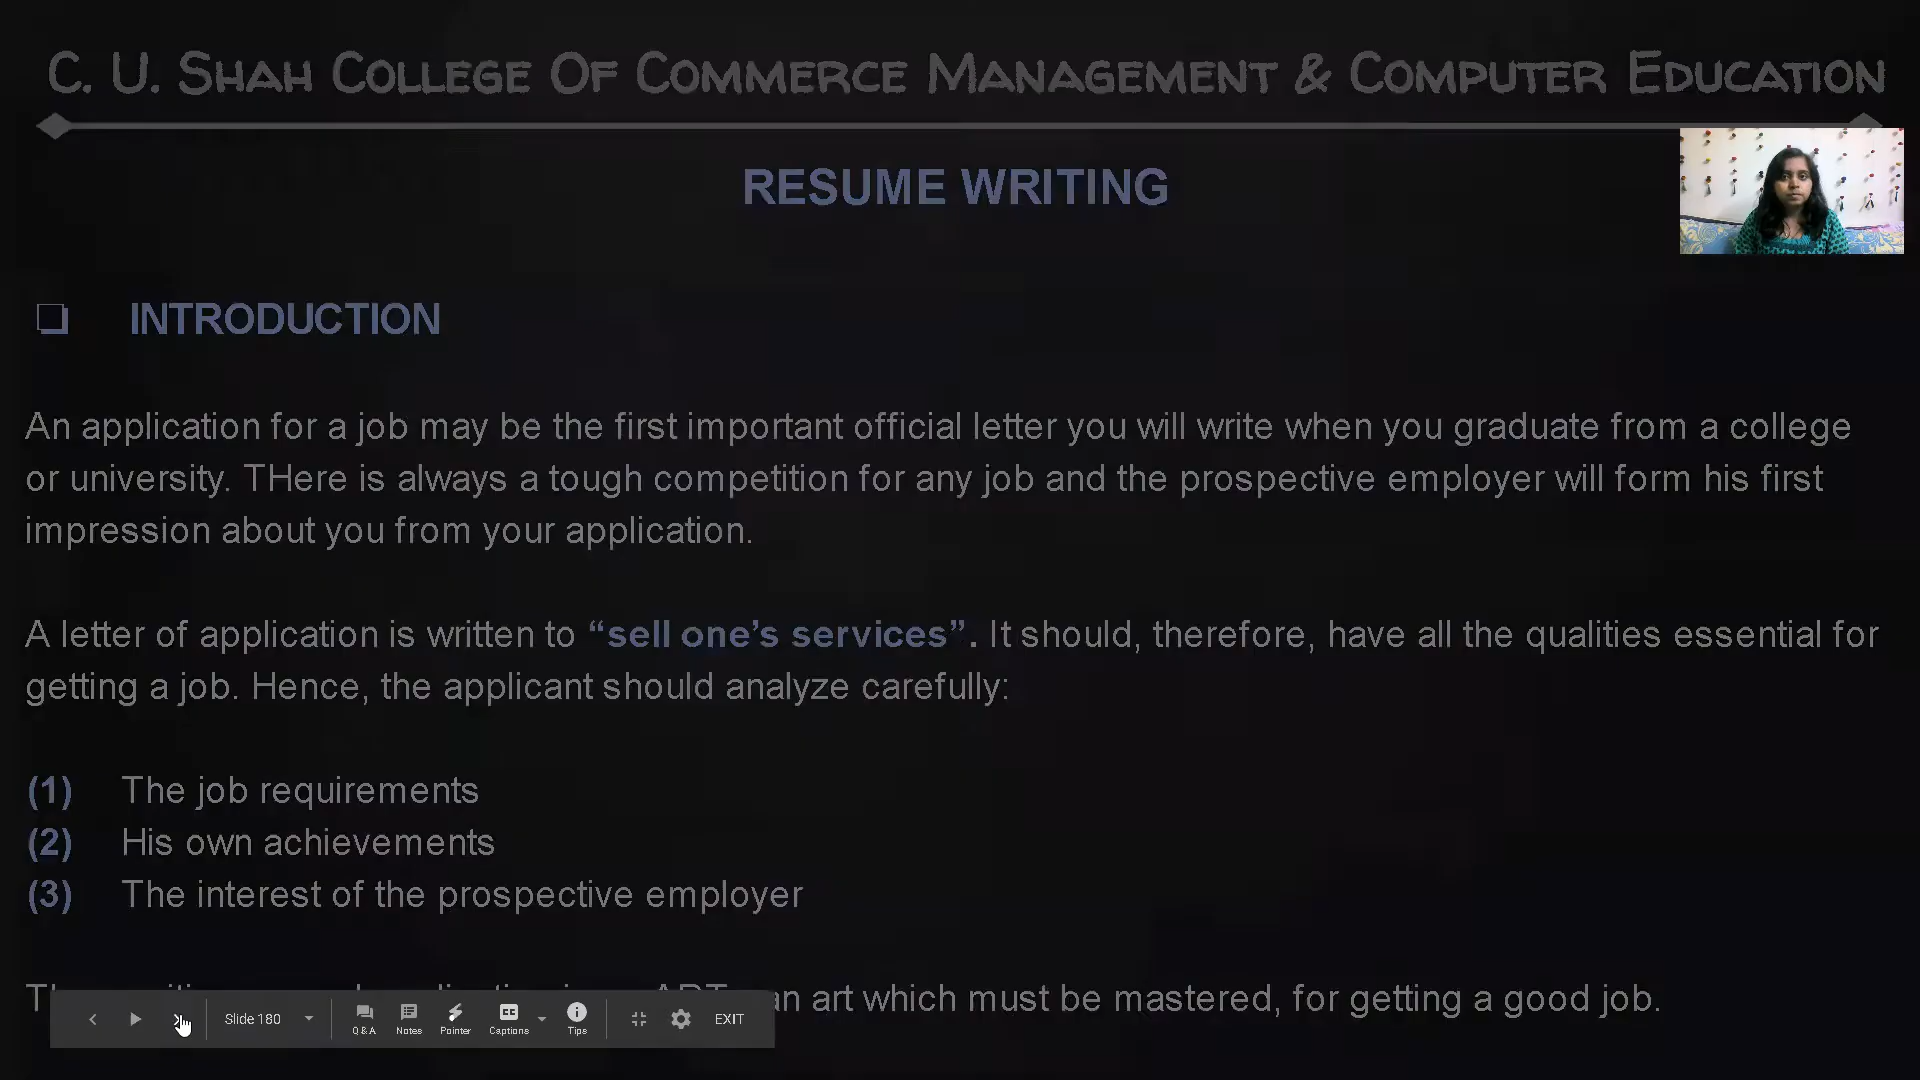 C. U. SHAH COLLEGE OF COMMERCE MANAGEMENT & COMPUTER EDUCATION
RESUME WRITING
INTRODUCTION
An application for a job may be the first important official letter you will write when you graduate from a college
or university. THere is always a tough competition for any job and the prospective employer will form his first
impression about you from your application.
A letter of application is written to “sell one’s services”. It should, therefore, have all the qualities essential for
getting a job. Hence, the applicant should analyze carefully:
(1) The job requirements
(2) His own achievements
(3) The interest of the prospective employer
an art which must be mastered, for getting a good job.
Slide 180 Q & A Notes Pointer Captions Tips EXIT